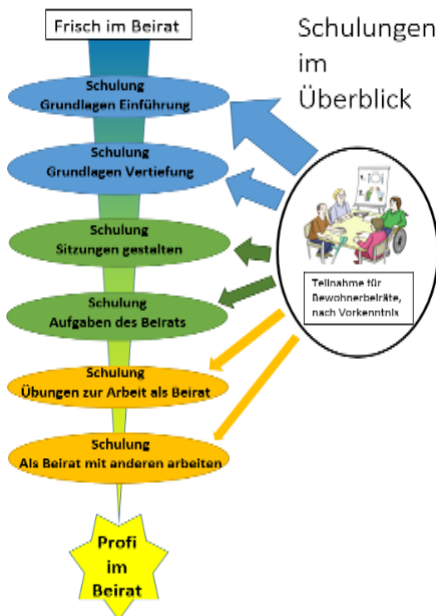 Frisch im Beirat
Schulungen
im
Überblick
Schulung
Grundlagen Einführung
Schulung
Grundlagen Vertiefung
Schulung
Sitzungen gestalten
Schulung
Aufgaben des Beirats
Schulung
Übungen zur Arbeit als Beirat
Schulung
Als Beirat mit anderen arbeiten
Teilnahme für
Bewohnerbeiräte,
nach Vorkenntnis
Profi
im
Beirat